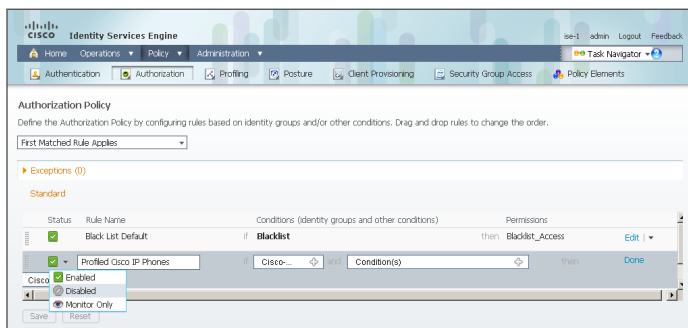 CISCO Identity Services Engine
ise-1 admin Logout Feedback
Home Operations Policy Administration
Task Navigator
Authentication Authorization Profiling Posture Client Provisioning Security Group Access Policy Elements
Authorization Policy
Define the Authorization Policy by configuring rules based on identity groups and/or other conditions. Drag and drop rules to change the order.
First Matched Rule Applies
Exceptions (0)
Standard
Status Rule Name Conditions (identity groups and other conditions) Permissions
Black List Default if Blacklist then Blacklist_Access Edit |
Profiled Cisco IP Phones if Cisco-... and Condition(s) then Done
Cisco
Enabled
Disabled
Monitor Only
Save Reset